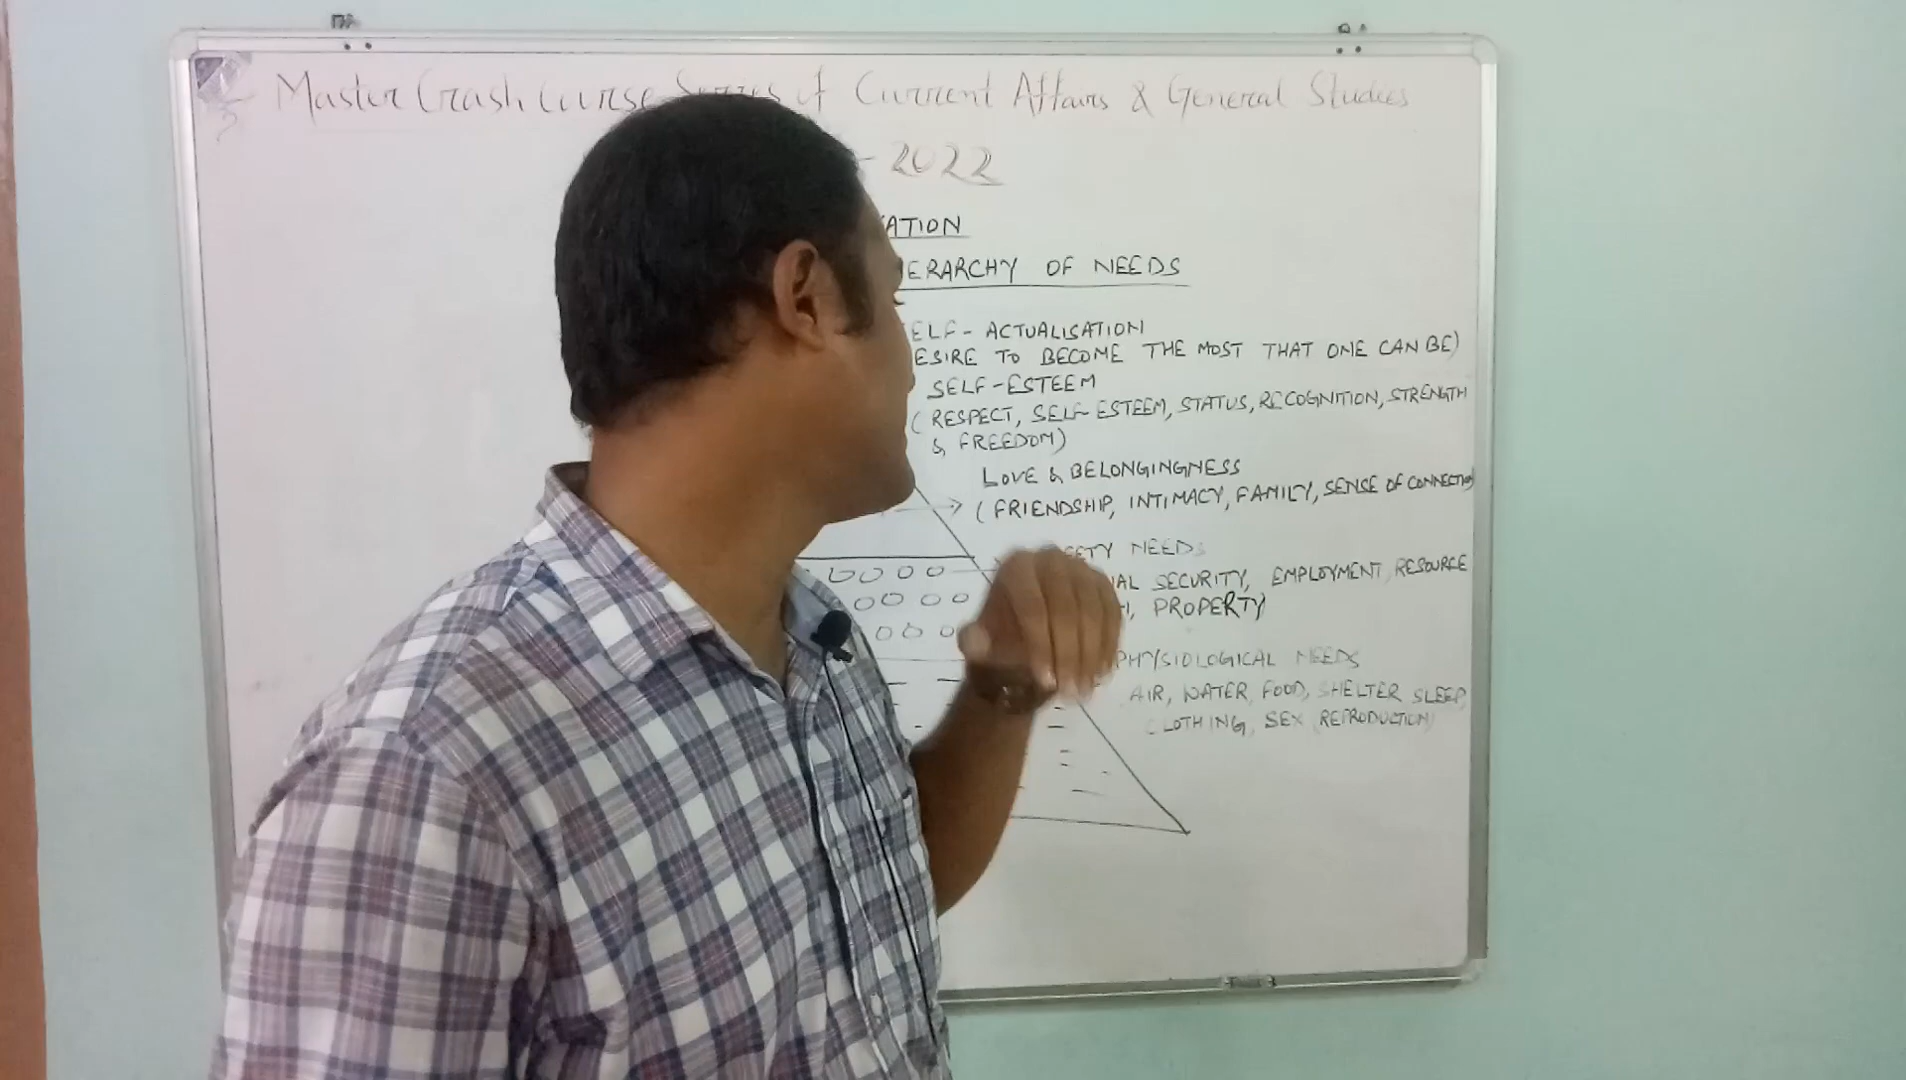 Master Crash Course Series of Current Affairs & General Studies
- 2022
ATION
ERARCHY OF NEEDS
ELF - ACTUALISATION
ESIRE TO BECOME THE MOST THAT ONE CAN BE)
SELF-ESTEEM
(RESPECT, SELF ESTEEM, STATUS, RECOGNITION, STRENGTH
& FREEDOM)
LOVE & BELONGINGNESS
(FRIENDSHIP, INTIMACY, FAMILY, SENSE OF CONNECTION)
FETY NEEDS
AL SECURITY, EMPLOYMENT, RESOURCE
H, PROPERTY
PHYSIOLOGICAL NEEDS
AIR, WATER, FOOD, SHELTER SLEEP,
CLOTHING, SEX (REPRODUCTION)